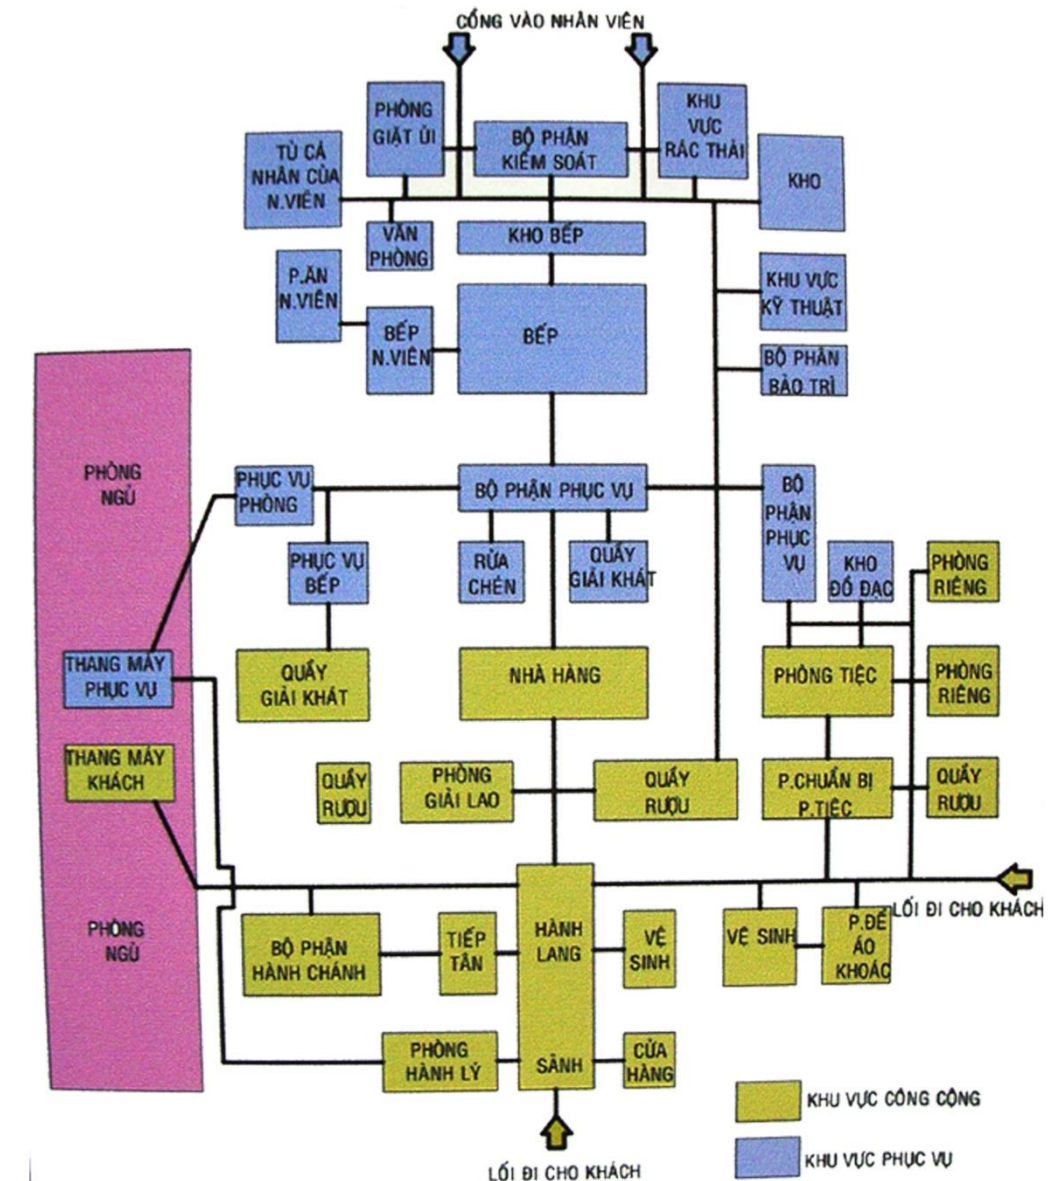 CỔNG VÀO NHÂN VIÊN
PHÒNG
GIẶT ỦI
BỘ PHẬN
KIỂM SOÁT
KHU
VỰC
RÁC THẢI
TỦ CÁ
NHÂN CỦA
N.VIÊN
KHO
VĂN
PHÒNG
KHO BẾP
P.ĂN
N.VIÊN
BẾP
N.VIÊN
BẾP
KHU VỰC
KỸ THUẬT
BỘ PHẬN
BẢO TRÌ
PHÒNG
NGỦ
PHỤC VỤ
PHÒNG
BỘ PHẬN PHỤC VỤ
BỘ
PHẬN
PHỤC
VỤ
PHỤC VỤ
BẾP
RỬA
CHÉN
QUẦY
GIẢI KHÁT
KHO
ĐỒ ĐẠC
PHÒNG
RIÊNG
THANG MÁY
PHỤC VỤ
QUẦY
GIẢI KHÁT
NHÀ HÀNG
PHÒNG TIỆC
PHÒNG
RIÊNG
THANG MÁY
KHÁCH
QUẦY
RƯỢU
PHÒNG
GIẢI LAO
QUẦY
RƯỢU
P.CHUẨN BỊ
P.TIỆC
QUẦY
RƯỢU
LỐI ĐI CHO KHÁCH
PHÒNG
NGỦ
BỘ PHẬN
HÀNH CHÁNH
TIẾP
TÂN
HÀNH
LANG
VỆ
SINH
VỆ SINH
P.ĐỂ
ÁO
KHOÁC
PHÒNG
HÀNH LÝ
SẢNH
CỬA
HÀNG
KHU VỰC CÔNG CỘNG
KHU VỰC PHỤC VỤ
LỐI ĐI CHO KHÁCH